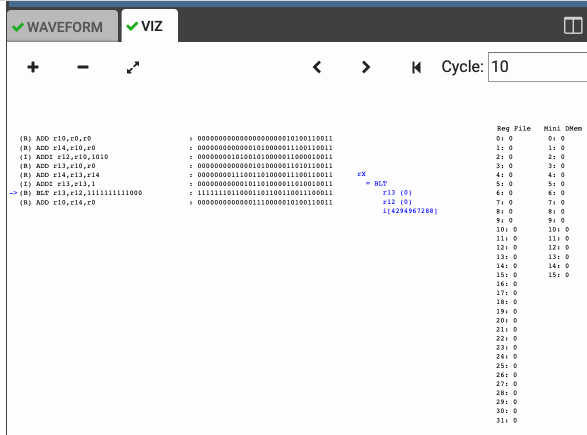 WAVEFORM
VIZ
Cycle: 10
(R) ADD r10,r0,r0 : 00000000000000000000010100110011
(R) ADD r14,r10,r0 : 00000000000001010000011100110011
(I) ADDI r12,r10,1010 : 00000000101001010000011000010011
(R) ADD r13,r10,r0 : 00000000000001010000011010110011
(R) ADD r14,r13,r14 : 00000000111001101000011100110011
(I) ADDI r13,r13,1 : 00000000000101101000011010010011
-> (B) BLT r13,r12,1111111111000 : 11111110110001101100110011100011
(R) ADD r10,r14,r0 : 00000000000001110000010100110011
rX
= BLT
r13 (0)
r12 (0)
i[4294967288]
Reg File
0: 0
1: 0
2: 0
3: 0
4: 0
5: 0
6: 0
7: 0
8: 0
9: 0
10: 0
11: 0
12: 0
13: 0
14: 0
15: 0
16: 0
17: 0
18: 0
19: 0
20: 0
21: 0
22: 0
23: 0
24: 0
25: 0
26: 0
27: 0
28: 0
29: 0
30: 0
31: 0
Mini DMem
0: 0
1: 0
2: 0
3: 0
4: 0
5: 0
6: 0
7: 0
8: 0
9: 0
10: 0
11: 0
12: 0
13: 0
14: 0
15: 0